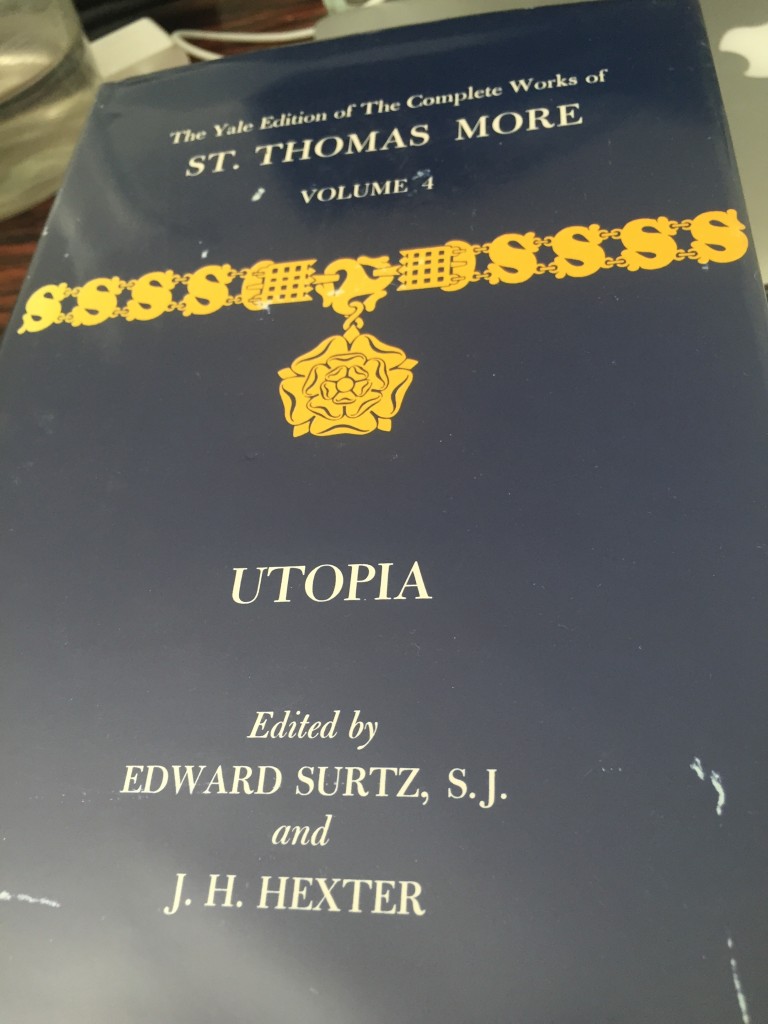 The Yale Edition of The Complete Works of
ST. THOMAS MORE
VOLUME 4
UTOPIA
Edited by
EDWARD SURTZ, S.J.
and
J. H. HEXTER